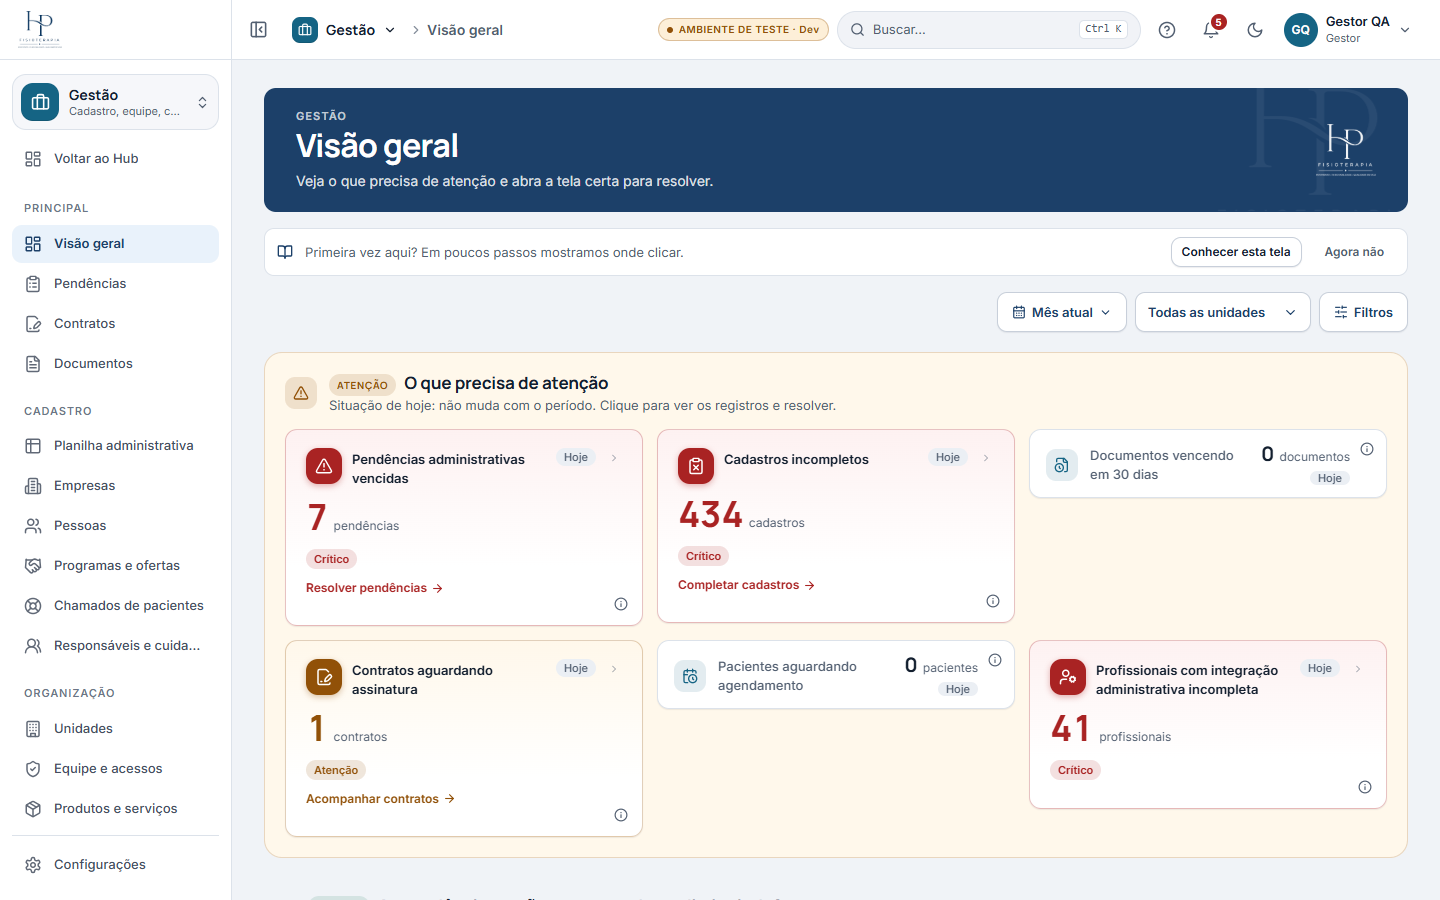 HP
FISIOTERAPIA
Gestão
Visão geral
AMBIENTE DE TESTE · Dev
Buscar...
Ctrl K
5
GQ
Gestor QA
Gestor
Gestão
Cadastro, equipe, c...
Voltar ao Hub
PRINCIPAL
Visão geral
Pendências
Contratos
Documentos
CADASTRO
Planilha administrativa
Empresas
Pessoas
Programas e ofertas
Chamados de pacientes
Responsáveis e cuida...
ORGANIZAÇÃO
Unidades
Equipe e acessos
Produtos e serviços
Configurações
GESTÃO
Visão geral
Veja o que precisa de atenção e abra a tela certa para resolver.
HP
FISIOTERAPIA
Primeira vez aqui? Em poucos passos mostramos onde clicar.
Conhecer esta tela
Agora não
Mês atual
Todas as unidades
Filtros
ATENÇÃO
O que precisa de atenção
Situação de hoje: não muda com o período. Clique para ver os registros e resolver.
Pendências administrativas
vencidas
Hoje
7 pendências
Crítico
Resolver pendências →
Cadastros incompletos
Hoje
434 cadastros
Crítico
Completar cadastros →
Documentos vencendo
em 30 dias
0 documentos
Hoje
Contratos aguardando
assinatura
Hoje
1 contratos
Atenção
Acompanhar contratos →
Pacientes aguardando
agendamento
0 pacientes
Hoje
Profissionais com integração
administrativa incompleta
Hoje
41 profissionais
Crítico